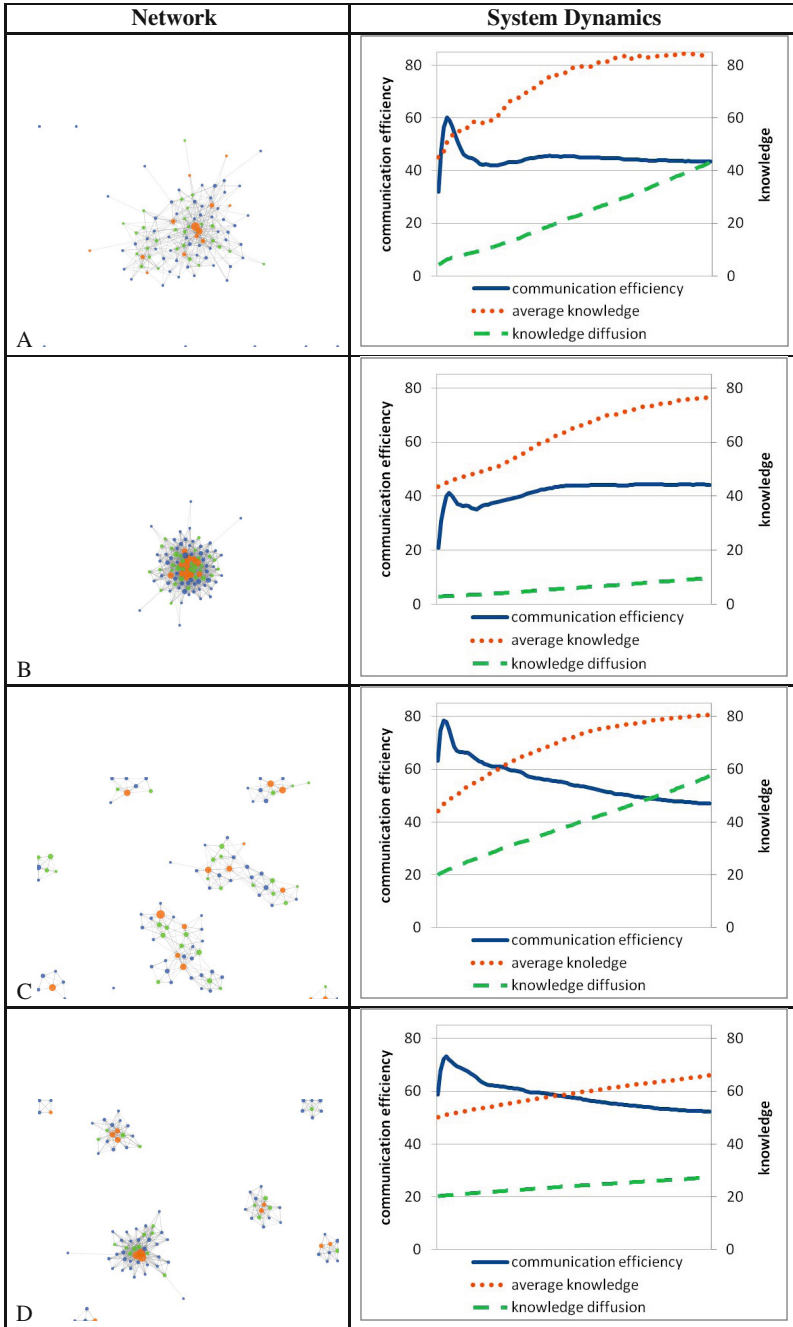 Network System Dynamics
A
communication efficiency
80
60
40
20
0
80
60
40
20
0
knowledge
communication efficiency
average knowledge
knowledge diffusion
B
communication efficiency
80
60
40
20
0
80
60
40
20
0
knowledge
communication efficiency
average knowledge
knowledge diffusion
C
communication efficiency
80
60
40
20
0
80
60
40
20
0
knowledge
communication efficiency
average knoledge
knowledge diffusion
D
communication efficiency
80
60
40
20
0
80
60
40
20
0
knowledge
communication efficiency
average knowledge
knowledge diffusion